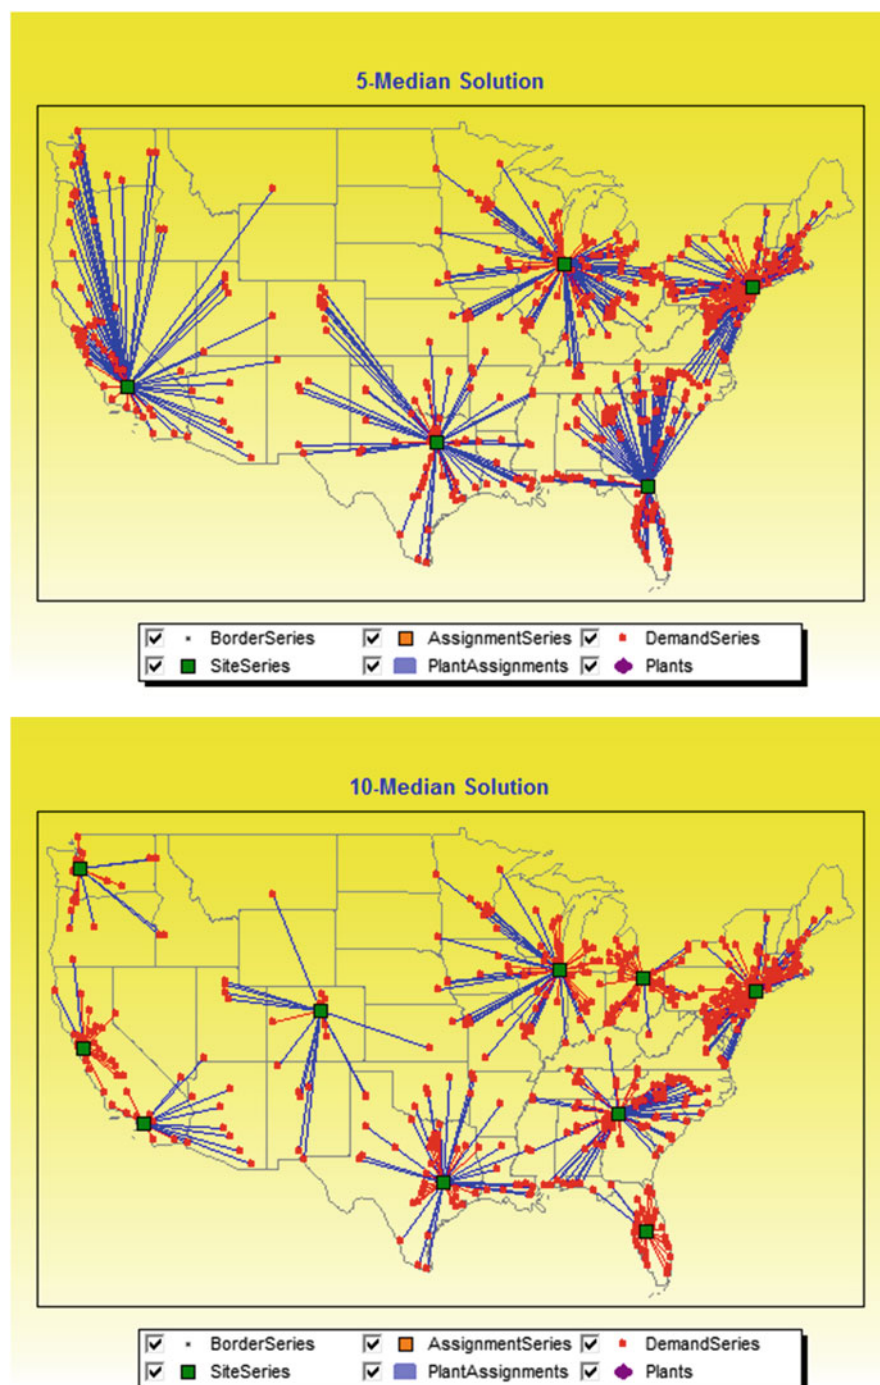 5-Median Solution
BorderSeries AssignmentSeries DemandSeries
SiteSeries PlantAssignments Plants
10-Median Solution
BorderSeries AssignmentSeries DemandSeries
SiteSeries PlantAssignments Plants